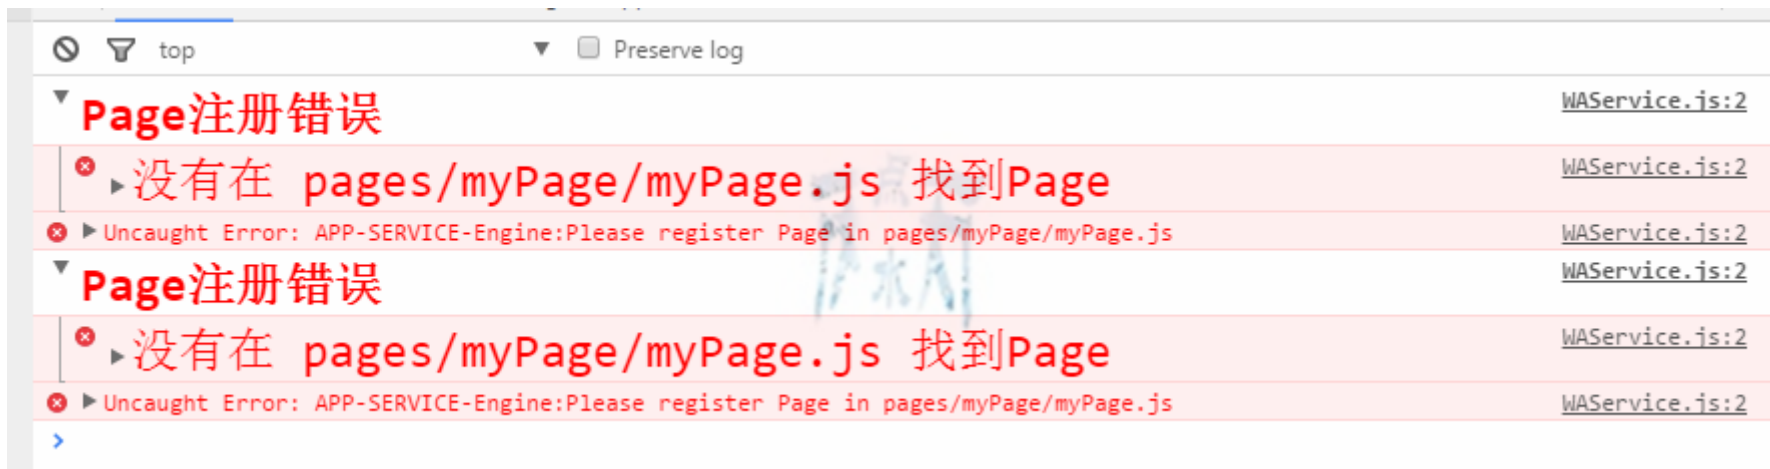 top Preserve log
Page注册错误 WAService.js:2
没有在 pages/myPage/myPage.js 找到Page WAService.js:2
Uncaught Error: APP-SERVICE-Engine:Please register Page in pages/myPage/myPage.js WAService.js:2
Page注册错误 WAService.js:2
没有在 pages/myPage/myPage.js 找到Page WAService.js:2
Uncaught Error: APP-SERVICE-Engine:Please register Page in pages/myPage/myPage.js WAService.js:2